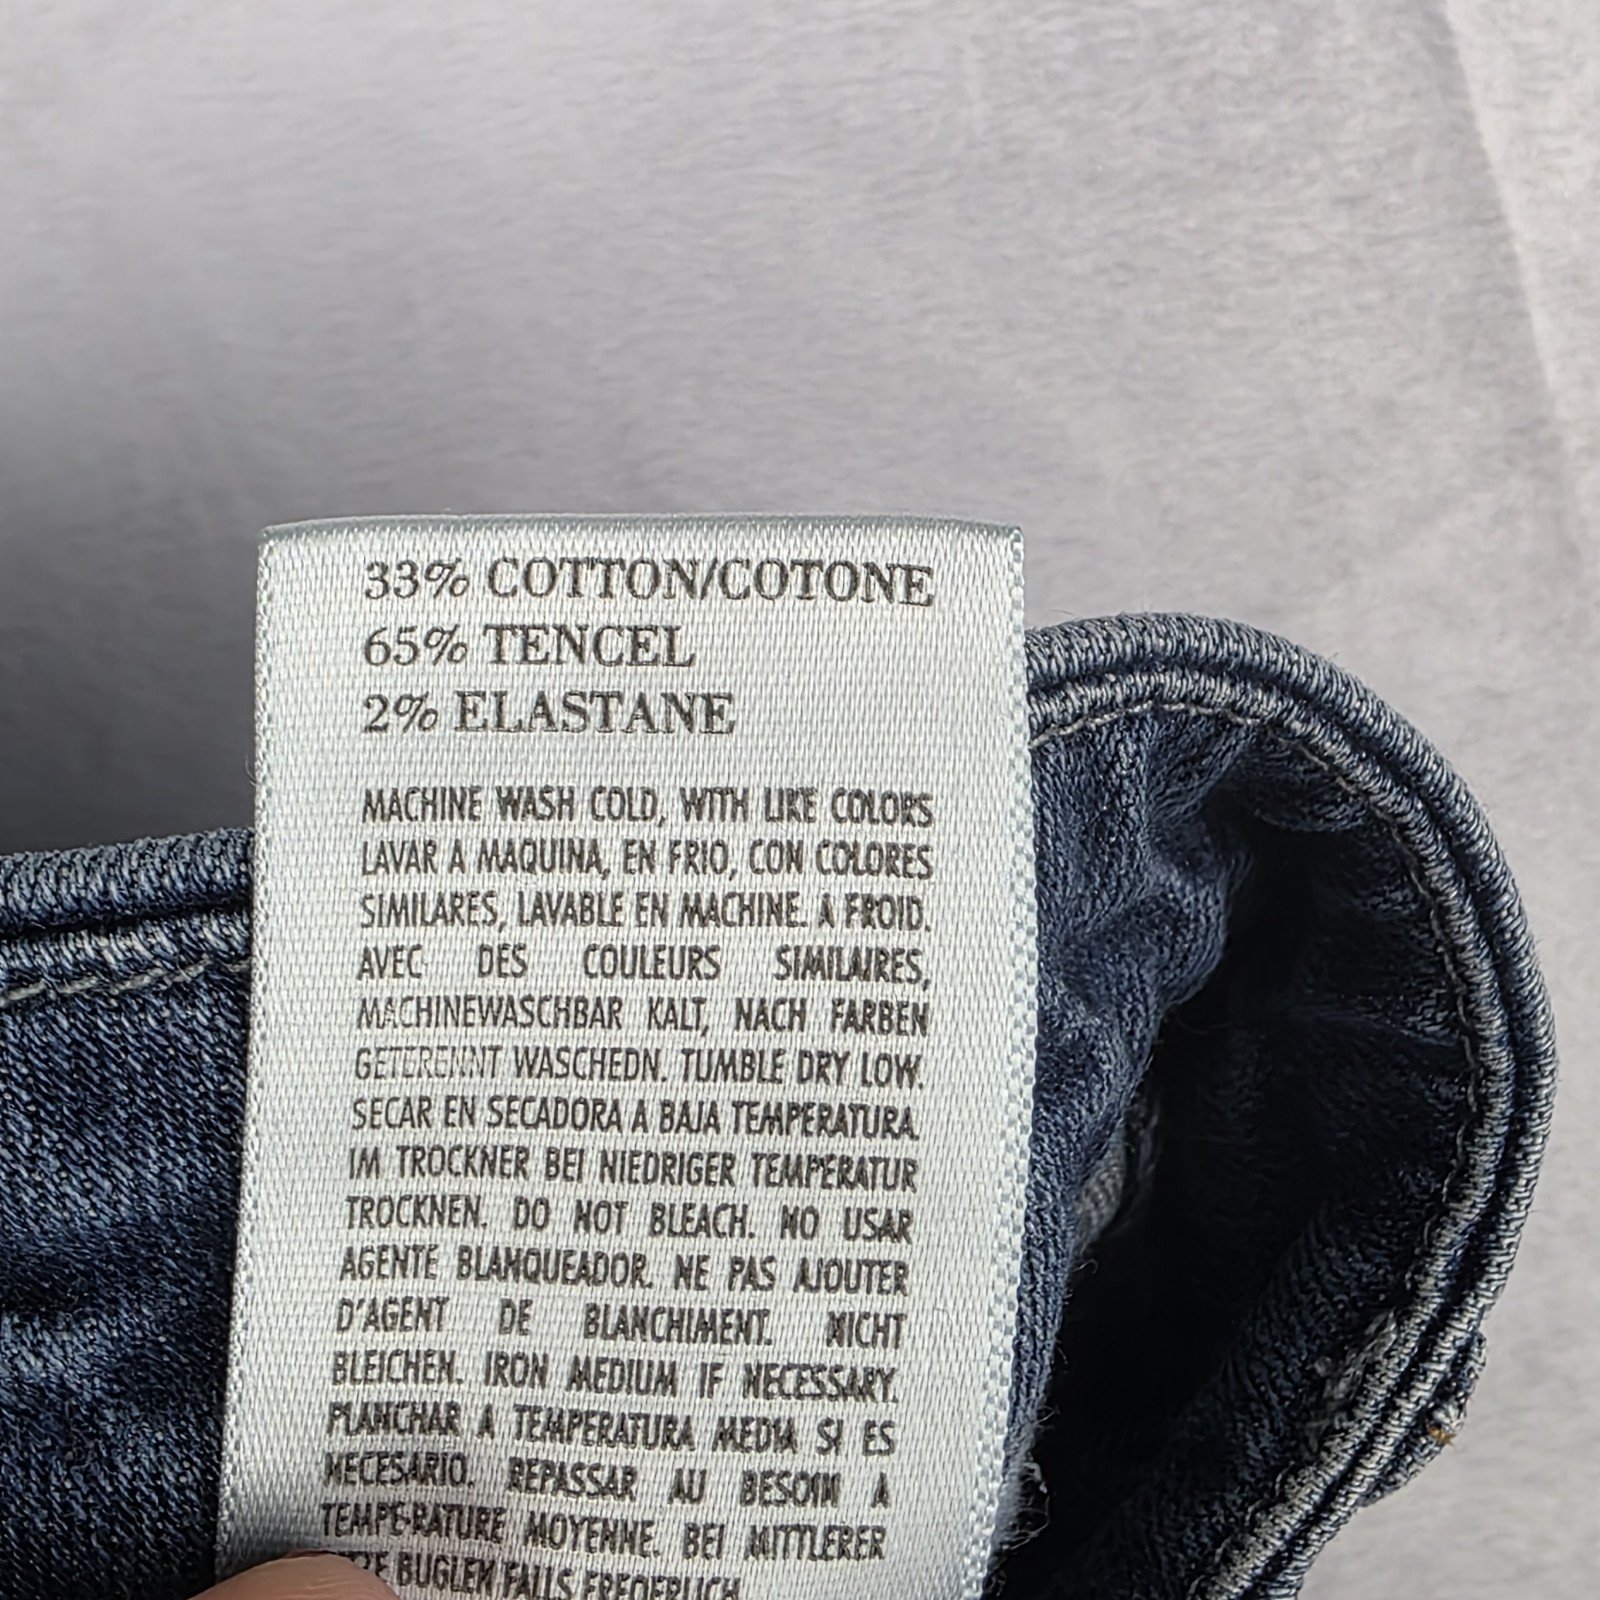 33% COTTON/COTONE
65% TENCEL
2% ELASTANE
MACHINE WASH COLD, WITH LIKE COLORS
LAVAR A MAQUINA, EN FRIO, CON COLORES
SIMILARES, LAVABLE EN MACHINE. A FROID.
AVEC DES COULEURS SIMILAIRES,
MACHINEWASCHBAR KALT, NACH FARBEN
GETERENNT WASCHEDN. TUMBLE DRY LOW.
SECAR EN SECADORA A BAJA TEMPERATURA.
IM TROCKNER BEI NIEDRIGER TEMPERATUR
TROCKNEN. DO NOT BLEACH. NO USAR
AGENTE BLANQUEADOR. NE PAS AJOUTER
D'AGENT DE BLANCHIMENT. NICHT
BLEICHEN. IRON MEDIUM IF NECESSARY.
PLANCHAR A TEMPERATURA MEDIA SI ES
NECESARIO. REPASSAR AU BESOIN A
TEMPERATURE MOYENNE. BEI MITTLERER
BUGLEN FALLS